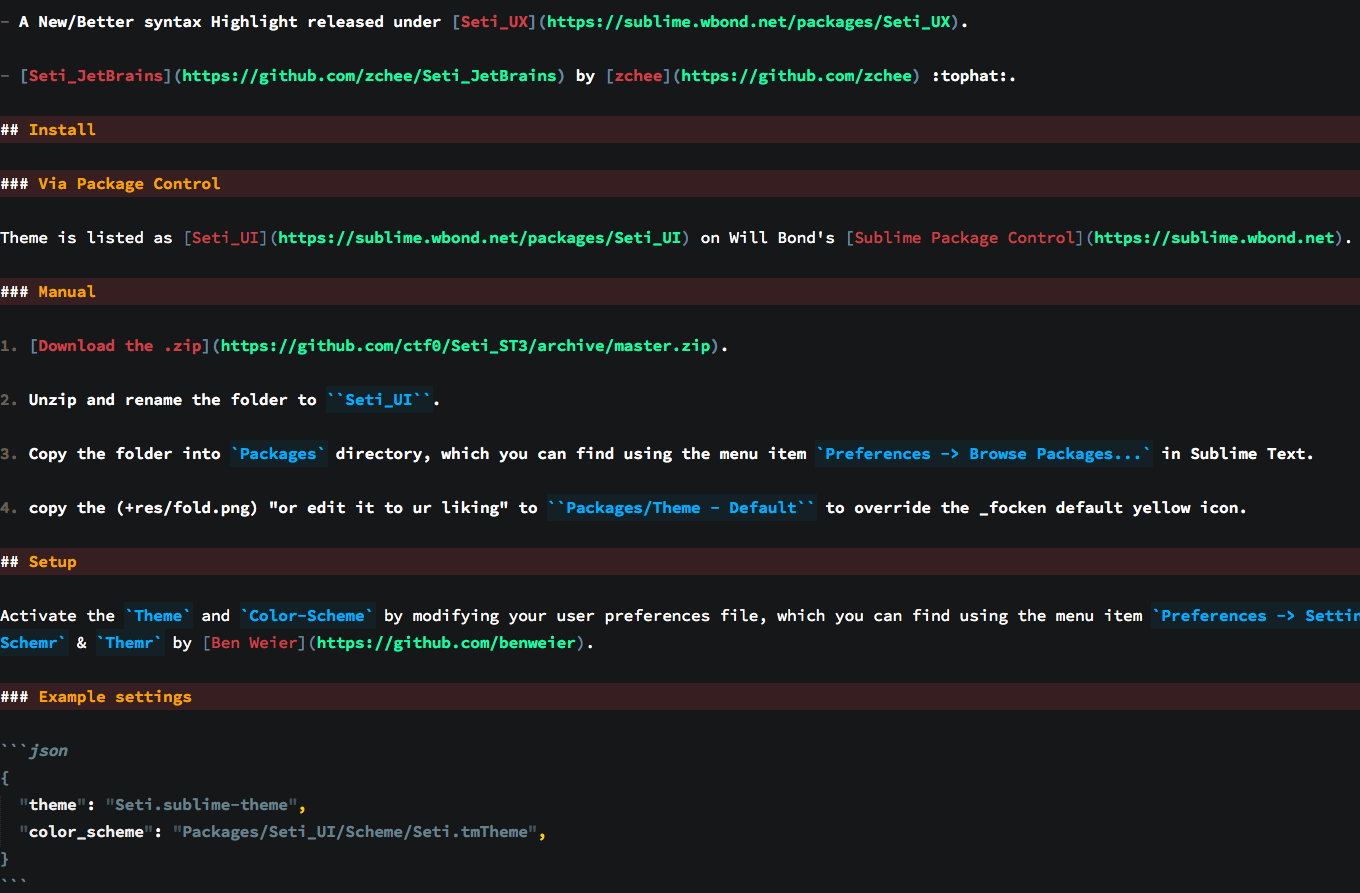 - A New/Better syntax Highlight released under [Seti_UX](https://sublime.wbond.net/packages/Seti_UX).
- [Seti_JetBrains](https://github.com/zchee/Seti_JetBrains) by [zchee](https://github.com/zchee) :tophat:.
## Install
### Via Package Control
Theme is listed as [Seti_UI](https://sublime.wbond.net/packages/Seti_UI) on Will Bond's [Sublime Package Control](https://sublime.wbond.net).
### Manual
1. [Download the .zip](https://github.com/ctf0/Seti_ST3/archive/master.zip).
2. Unzip and rename the folder to ``Seti_UI``.
3. Copy the folder into `Packages` directory, which you can find using the menu item `Preferences -> Browse Packages...` in Sublime Text.
4. copy the (+res/fold.png) "or edit it to ur liking" to ``Packages/Theme - Default`` to override the _focken default yellow icon.
## Setup
Activate the `Theme` and `Color-Scheme` by modifying your user preferences file, which you can find using the menu item `Preferences -> Settin
Schemr` & `Themr` by [Ben Weier](https://github.com/benweier).
### Example settings
```json
{
  "theme": "Seti.sublime-theme",
  "color_scheme": "Packages/Seti_UI/Scheme/Seti.tmTheme",
}
```